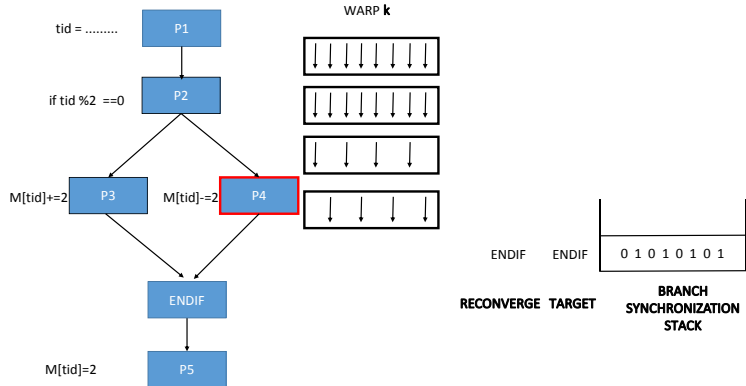 WARP k
tid = .........
P1
if tid %2 ==0
P2
M[tid]+=2
P3
M[tid]-=2
P4
ENDIF
ENDIF
0 1 0 1 0 1 0 1
ENDIF
RECONVERGE
TARGET
BRANCH
SYNCHRONIZATION
STACK
M[tid]=2
P5